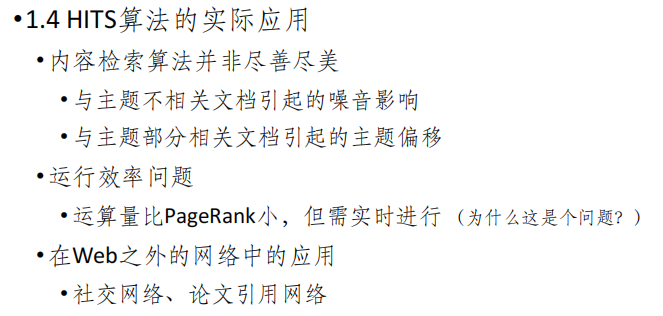 •1.4 HITS算法的实际应用
•内容检索算法并非尽善尽美
•与主题不相关文档引起的噪音影响
•与主题部分相关文档引起的主题偏移
•运行效率问题
•运算量比PageRank小，但需实时进行（为什么这是个问题？）
•在Web之外的网络中的应用
•社交网络、论文引用网络